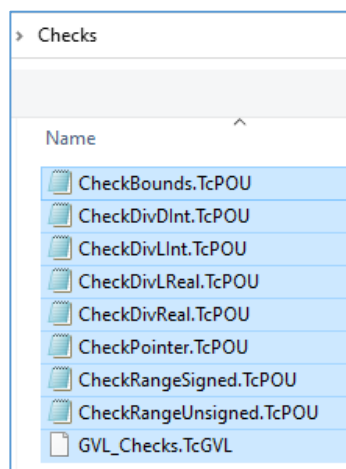 Checks
Name
CheckBounds.TcPOU
CheckDivDInt.TcPOU
CheckDivLInt.TcPOU
CheckDivLReal.TcPOU
CheckDivReal.TcPOU
CheckPointer.TcPOU
CheckRangeSigned.TcPOU
CheckRangeUnsigned.TcPOU
GVL_Checks.TcGVL